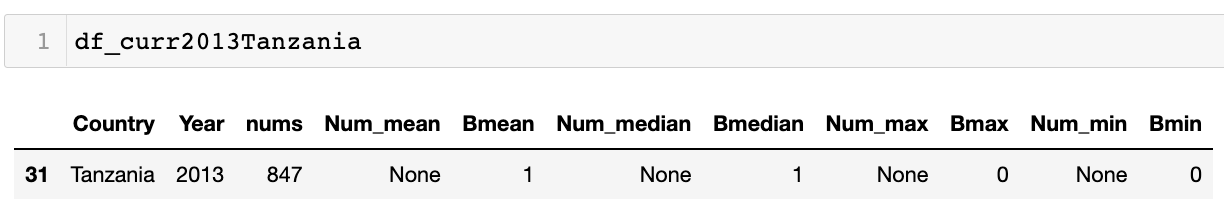 1 df_curr2013Tanzania
Country Year nums Num_mean Bmean Num_median Bmedian Num_max Bmax Num_min Bmin
31 Tanzania 2013 847 None 1 None 1 None 0 None 0